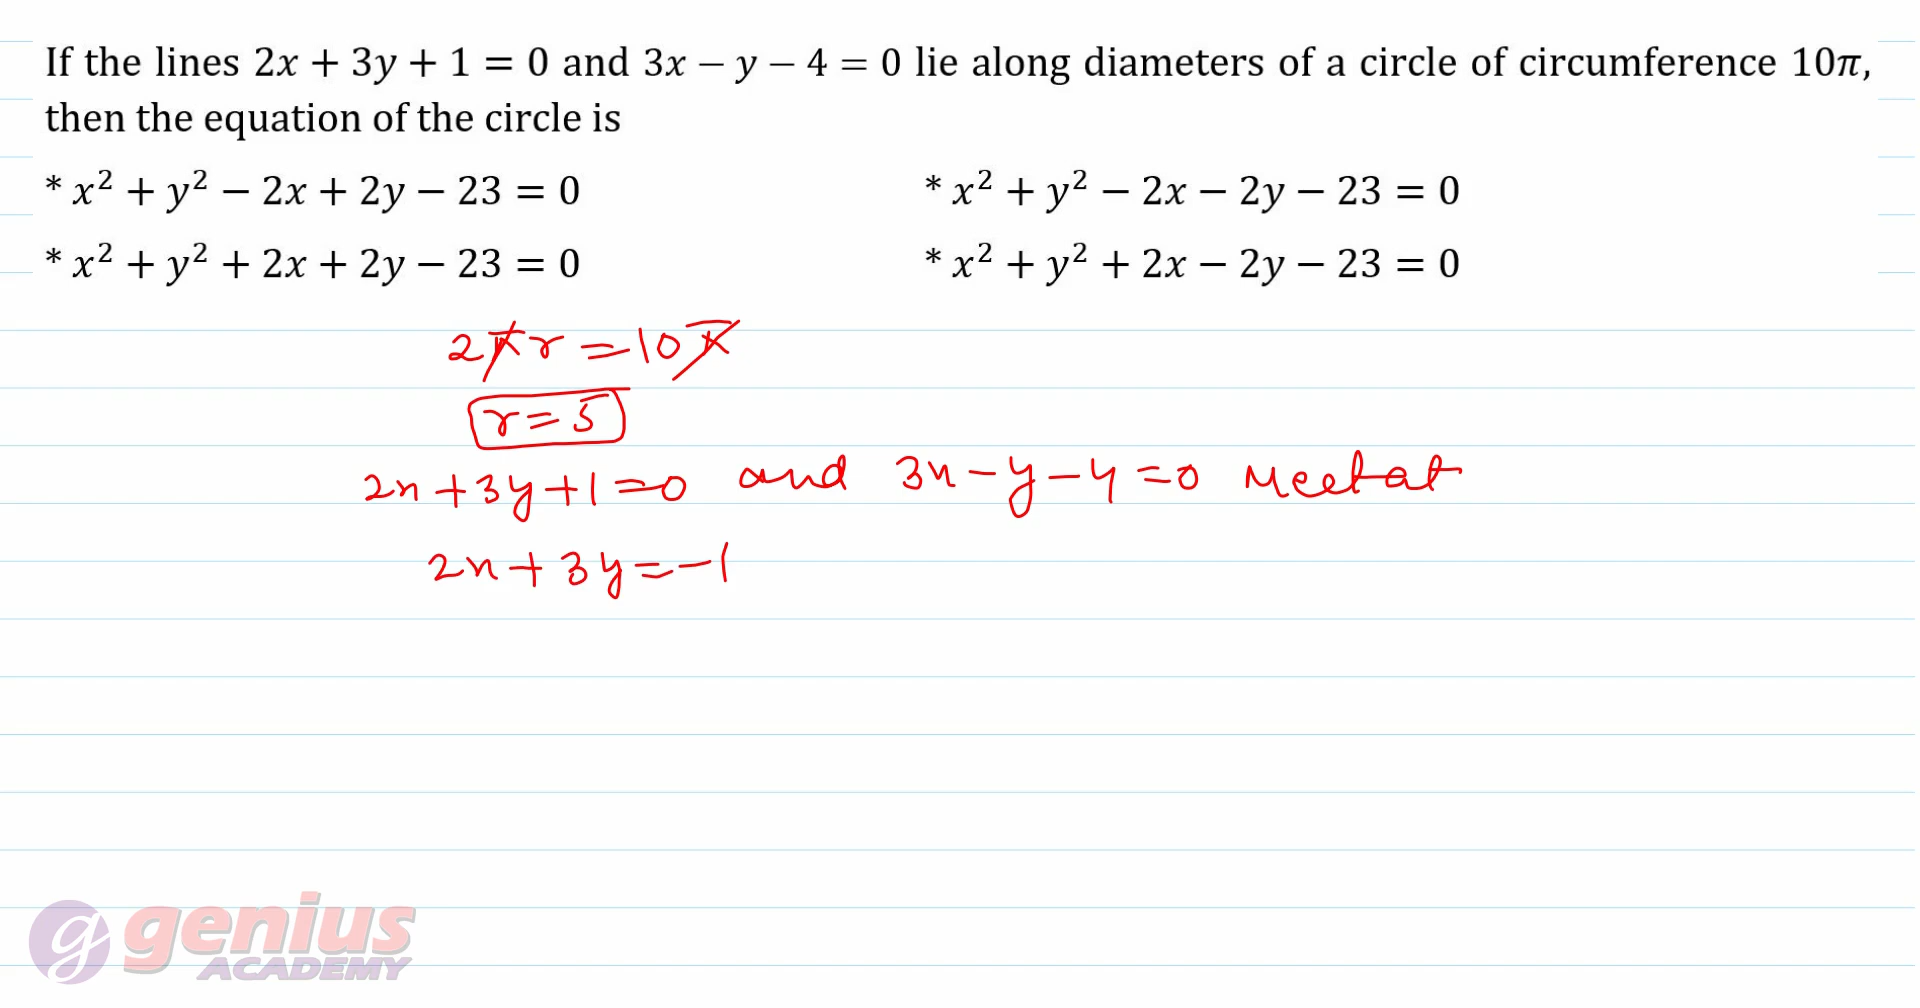 If the lines 2x + 3y + 1 = 0 and 3x − y − 4 = 0 lie along diameters of a circle of circumference 10π,
then the equation of the circle is
* x² + y² − 2x + 2y − 23 = 0 * x² + y² − 2x − 2y − 23 = 0
* x² + y² + 2x + 2y − 23 = 0 * x² + y² + 2x − 2y − 23 = 0
2πr = 10π
r = 5
2x + 3y + 1 = 0 and 3x − y − 4 = 0 Meet at
2x + 3y = −1
g genius
ACADEMY